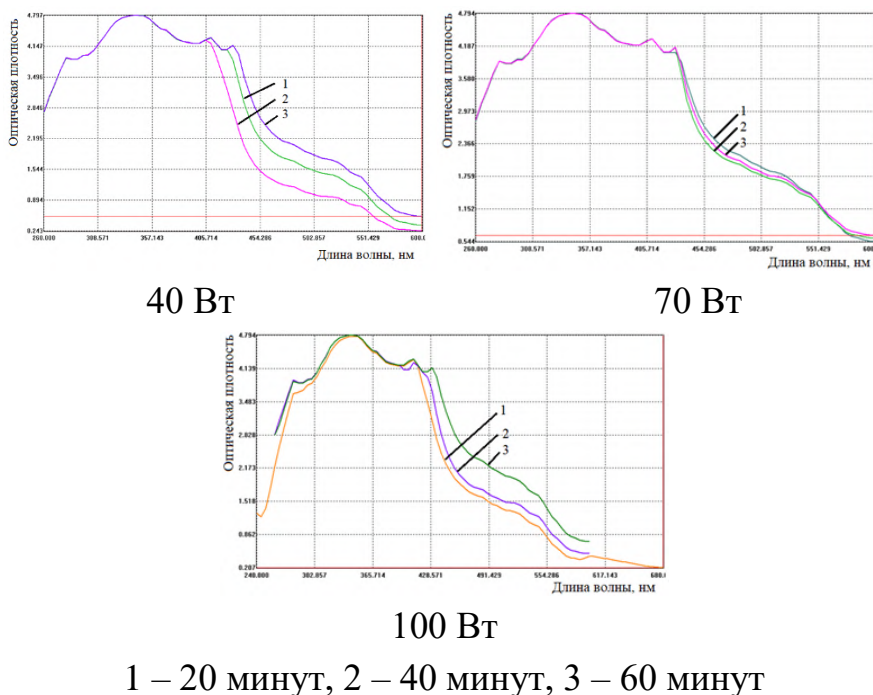 Оптическая плотность
4.797
4.147
3.496
2.846
2.195
1.544
0.894
0.243
1
2
3
260.000 308.571 357.143 405.714 454.286 502.857 551.429
Длина волны, нм
40 Вт
Оптическая плотность
4.794
4.187
3.580
2.973
2.366
1.759
1.152
0.544
1
2
3
260.000 308.571 357.143 405.714 454.286 502.857 551.429
Длина волны, нм
70 Вт
Оптическая плотность
4.794
4.139
3.483
2.828
2.173
1.518
0.862
0.207
1
2
3
240.000 302.857 365.714 428.571 491.429 554.286 617.143
Длина волны, нм
100 Вт
1 – 20 минут, 2 – 40 минут, 3 – 60 минут